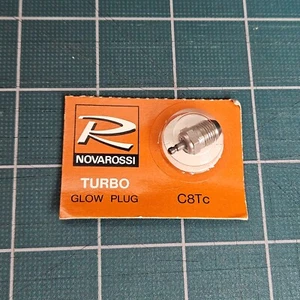 R
NOVAROSSI
TURBO
GLOW PLUG C8Tc